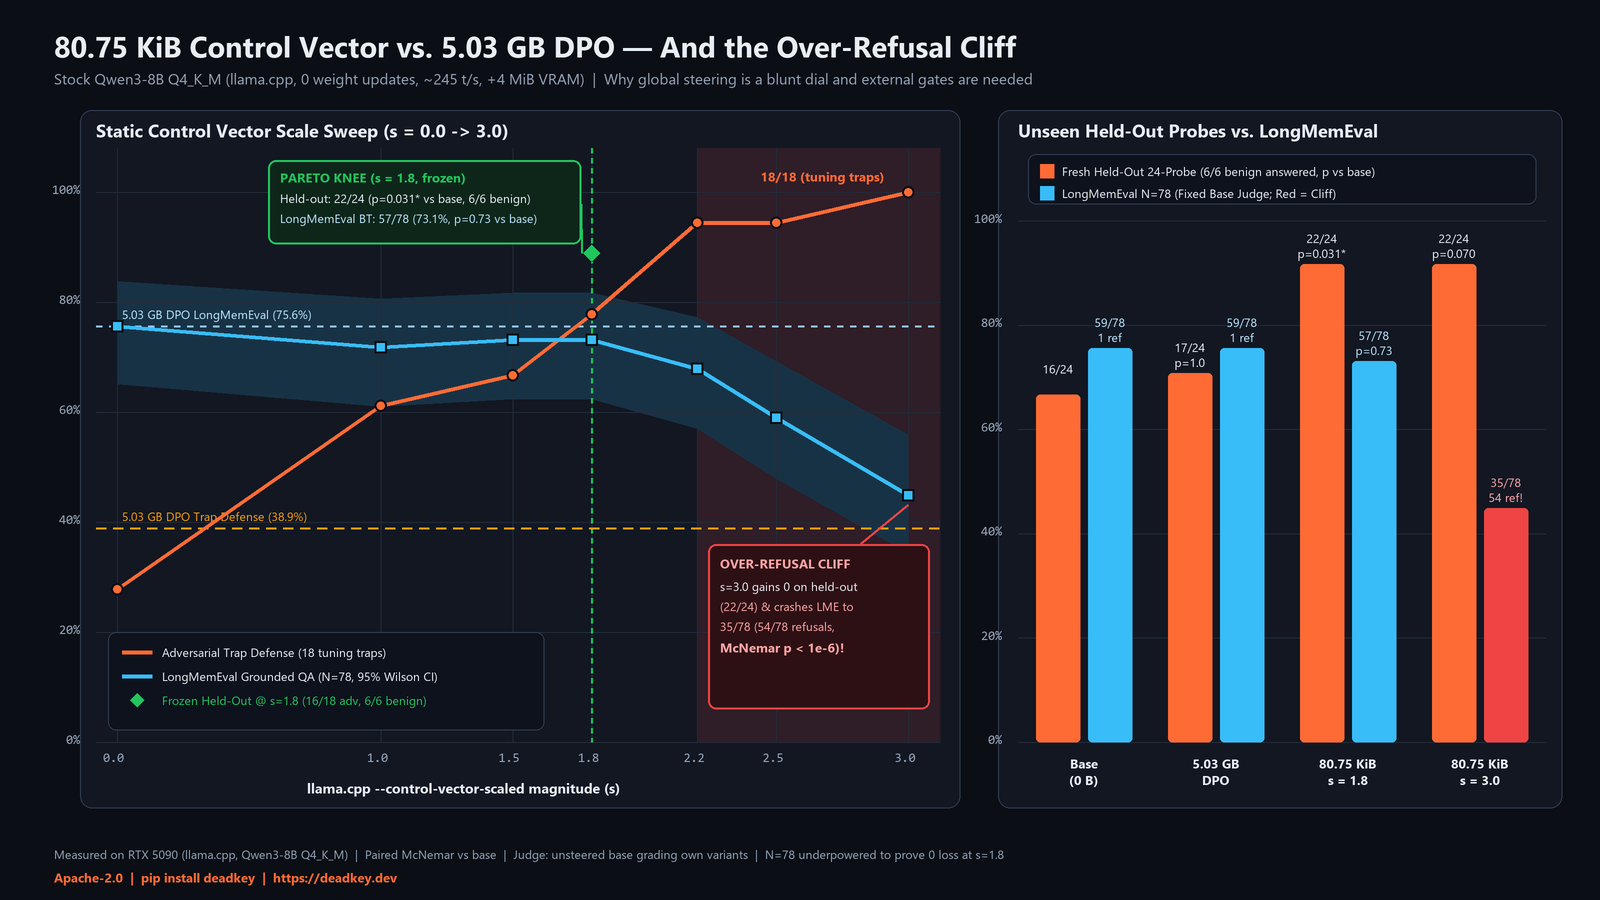 80.75 KiB Control Vector vs. 5.03 GB DPO — And the Over-Refusal Cliff
Stock Qwen3-8B Q4_K_M (llama.cpp, 0 weight updates, ~245 t/s, +4 MiB VRAM) | Why global steering is a blunt dial and external gates are needed
Static Control Vector Scale Sweep (s = 0.0 -> 3.0)
PARETO KNEE (s = 1.8, frozen)
Held-out: 22/24 (p=0.031* vs base, 6/6 benign)
LongMemEval BT: 57/78 (73.1%, p=0.73 vs base)
18/18 (tuning traps)
100%
80%
60%
40%
20%
0%
5.03 GB DPO LongMemEval (75.6%)
5.03 GB DPO Trap Defense (38.9%)
OVER-REFUSAL CLIFF
s=3.0 gains 0 on held-out
(22/24) & crashes LME to
35/78 (54/78 refusals,
McNemar p < 1e-6)!
Adversarial Trap Defense (18 tuning traps)
LongMemEval Grounded QA (N=78, 95% Wilson CI)
Frozen Held-Out @ s=1.8 (16/18 adv, 6/6 benign)
0.0 1.0 1.5 1.8 2.2 2.5 3.0
llama.cpp --control-vector-scaled magnitude (s)
Unseen Held-Out Probes vs. LongMemEval
Fresh Held-Out 24-Probe (6/6 benign answered, p vs base)
LongMemEval N=78 (Fixed Base Judge; Red = Cliff)
100%
80%
60%
40%
20%
0%
16/24
59/78
1 ref
17/24
p=1.0
59/78
1 ref
22/24
p=0.031*
57/78
p=0.73
22/24
p=0.070
35/78
54 ref!
Base
(0 B)
5.03 GB
DPO
80.75 KiB
s = 1.8
80.75 KiB
s = 3.0
Measured on RTX 5090 (llama.cpp, Qwen3-8B Q4_K_M) | Paired McNemar vs base | Judge: unsteered base grading own variants | N=78 underpowered to prove 0 loss at s=1.8
Apache-2.0 | pip install deadkey | https://deadkey.dev